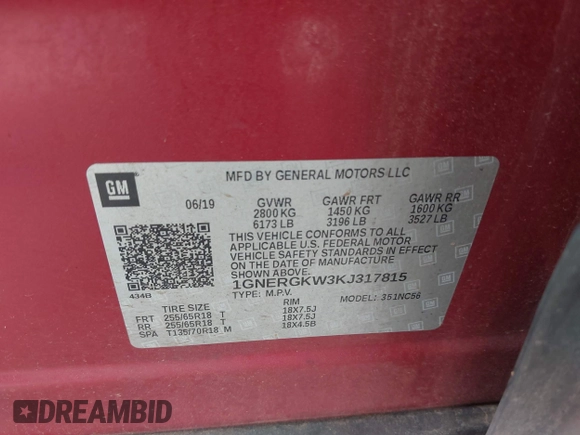 GM
MFD BY GENERAL MOTORS LLC
06/19 GVWR GAWR FRT GAWR RR
2800 KG 1450 KG 1600 KG
6173 LB 3196 LB 3527 LB
THIS VEHICLE CONFORMS TO ALL
APPLICABLE U.S. FEDERAL MOTOR
VEHICLE SAFETY STANDARDS IN EFFECT
ON THE DATE OF MANUFACTURE
SHOWN ABOVE.
1GNERGKW3KJ317815
434B TYPE: M.P.V. MODEL: 351NC56
TIRE SIZE RIM
FRT 255/65R18 T 18X7.5J
RR 255/65R18 T 18X7.5J
SPA T135/70R18 M 18X4.5B
DREAMBID